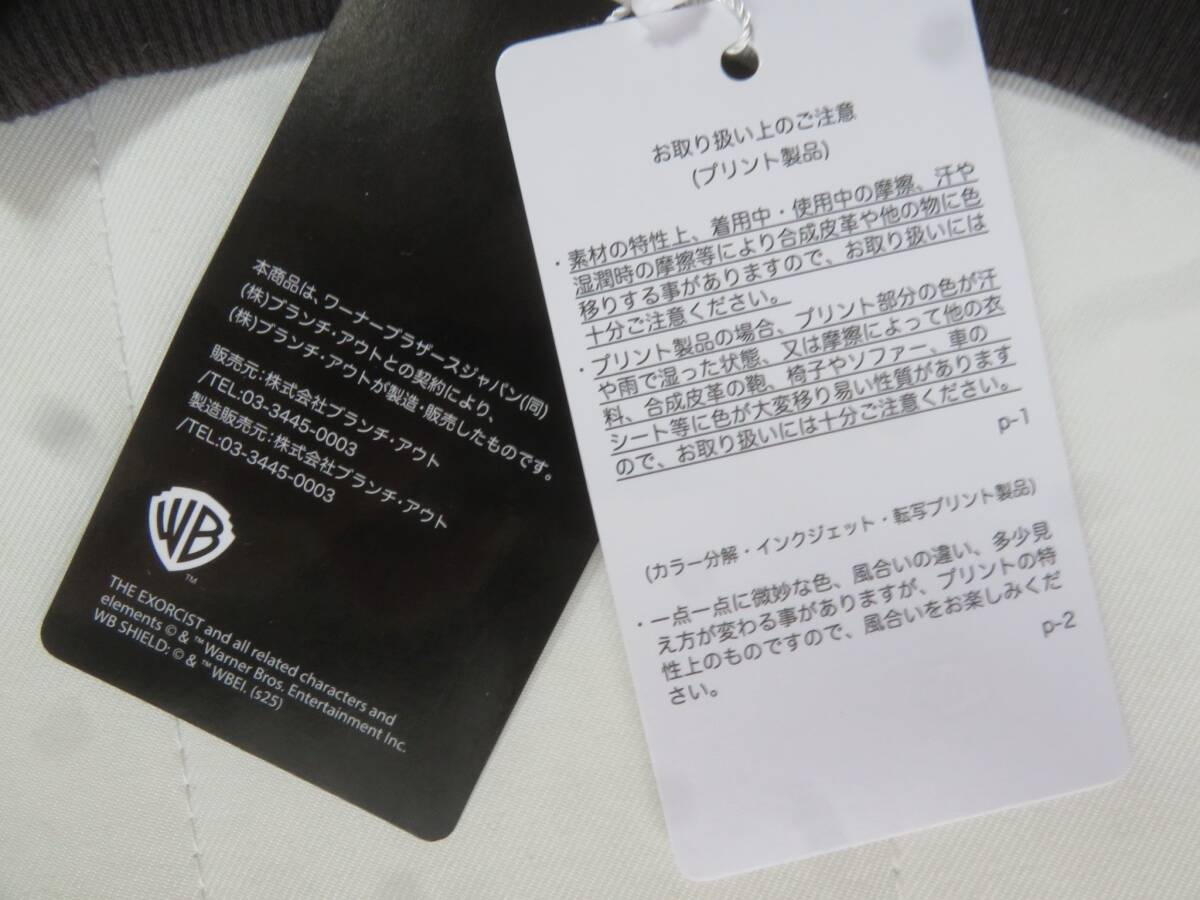 本商品は、ワーナーブラザースジャパン(同)
(株)ブランチ・アウトとの契約により、
(株)ブランチ・アウトが製造・販売したものです。
販売元：株式会社ブランチ・アウト
/TEL:03-3445-0003
製造販売元：株式会社ブランチ・アウト
/TEL:03-3445-0003
WB
TM
THE EXORCIST and all related characters and
elements © & ™ Warner Bros. Entertainment Inc.
WB SHIELD: © & ™ WBEI. (s25)
お取り扱い上のご注意
(プリント製品)
・素材の特性上、着用中・使用中の摩擦、汗や
湿潤時の摩擦等により合成皮革や他の物に色
移りする事がありますので、お取り扱いには
十分ご注意ください。
・プリント製品の場合、プリント部分の色が汗
や雨で湿った状態、又は摩擦によって他の衣
料、合成皮革の鞄、椅子やソファー、車の
シート等に色が大変移り易い性質があります
ので、お取り扱いには十分ご注意ください。
p-1
(カラー分解・インクジェット・転写プリント製品)
・一点一点に微妙な色、風合いの違い、多少見
え方が変わる事がありますが、プリントの特
性上のものですので、風合いをお楽しみくだ
さい。
p-2